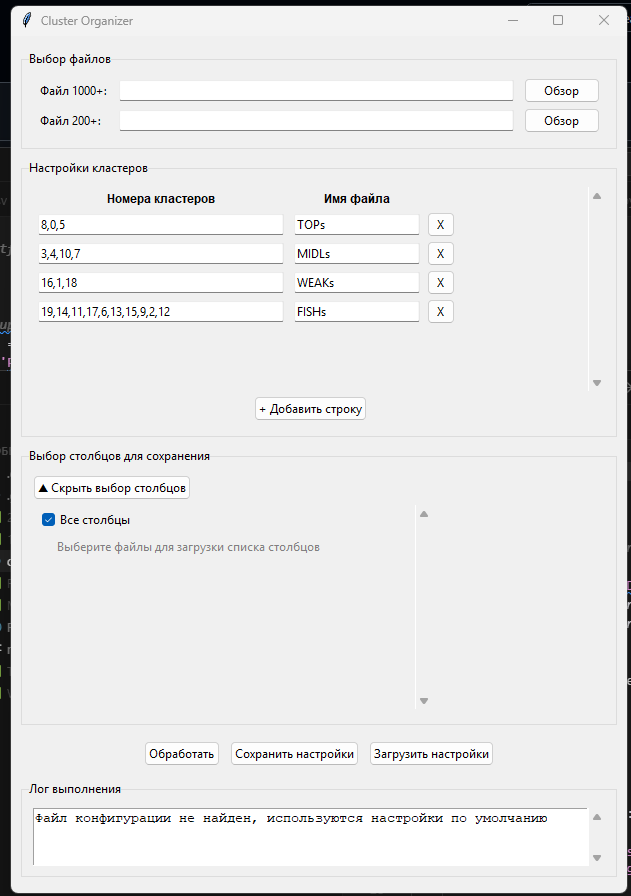 Cluster Organizer
Выбор файлов
Файл 1000+: Обзор
Файл 200+: Обзор
Настройки кластеров
Номера кластеров Имя файла
8,0,5 TOPs X
3,4,10,7 MIDLs X
16,1,18 WEAKs X
19,14,11,17,6,13,15,9,2,12 FISHs X
+ Добавить строку
Выбор столбцов для сохранения
▲ Скрыть выбор столбцов
Все столбцы
Выберите файлы для загрузки списка столбцов
Обработать Сохранить настройки Загрузить настройки
Лог выполнения
Файл конфигурации не найден, используются настройки по умолчанию